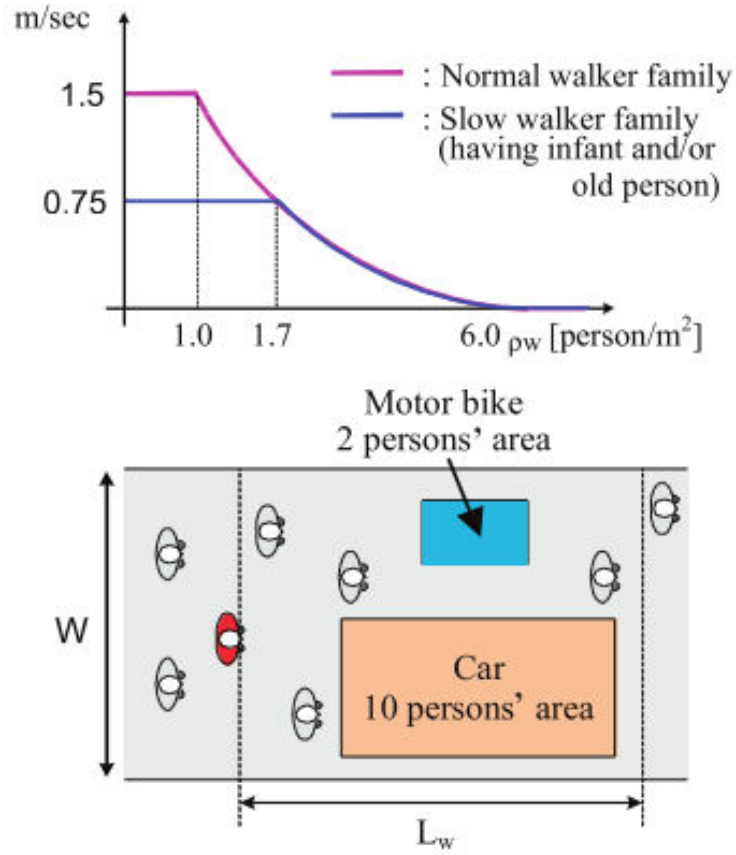 m/sec
: Normal walker family
1.5
: Slow walker family
(having infant and/or
old person)
0.75
1.0 1.7 6.0 ρw [person/m²]
Motor bike
2 persons’ area
W
Car
10 persons’ area
Lw